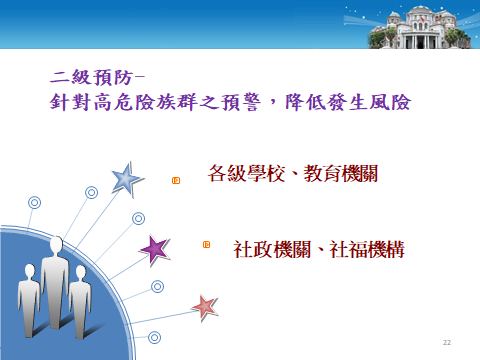 二級預防-
針對高危險族群之預警，降低發生風險
各級學校、教育機關
社政機關、社福機構
22